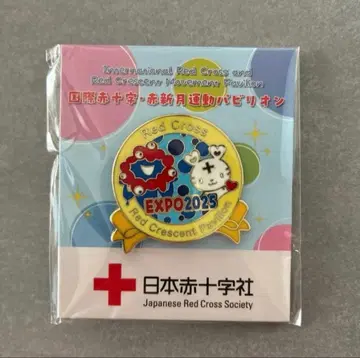 International Red Cross and
Red Crescent Movement Pavilion
国際赤十字・赤新月運動パビリオン
Red Cross
EXPO2025
Red Crescent Pavilion
日本赤十字社
Japanese Red Cross Society